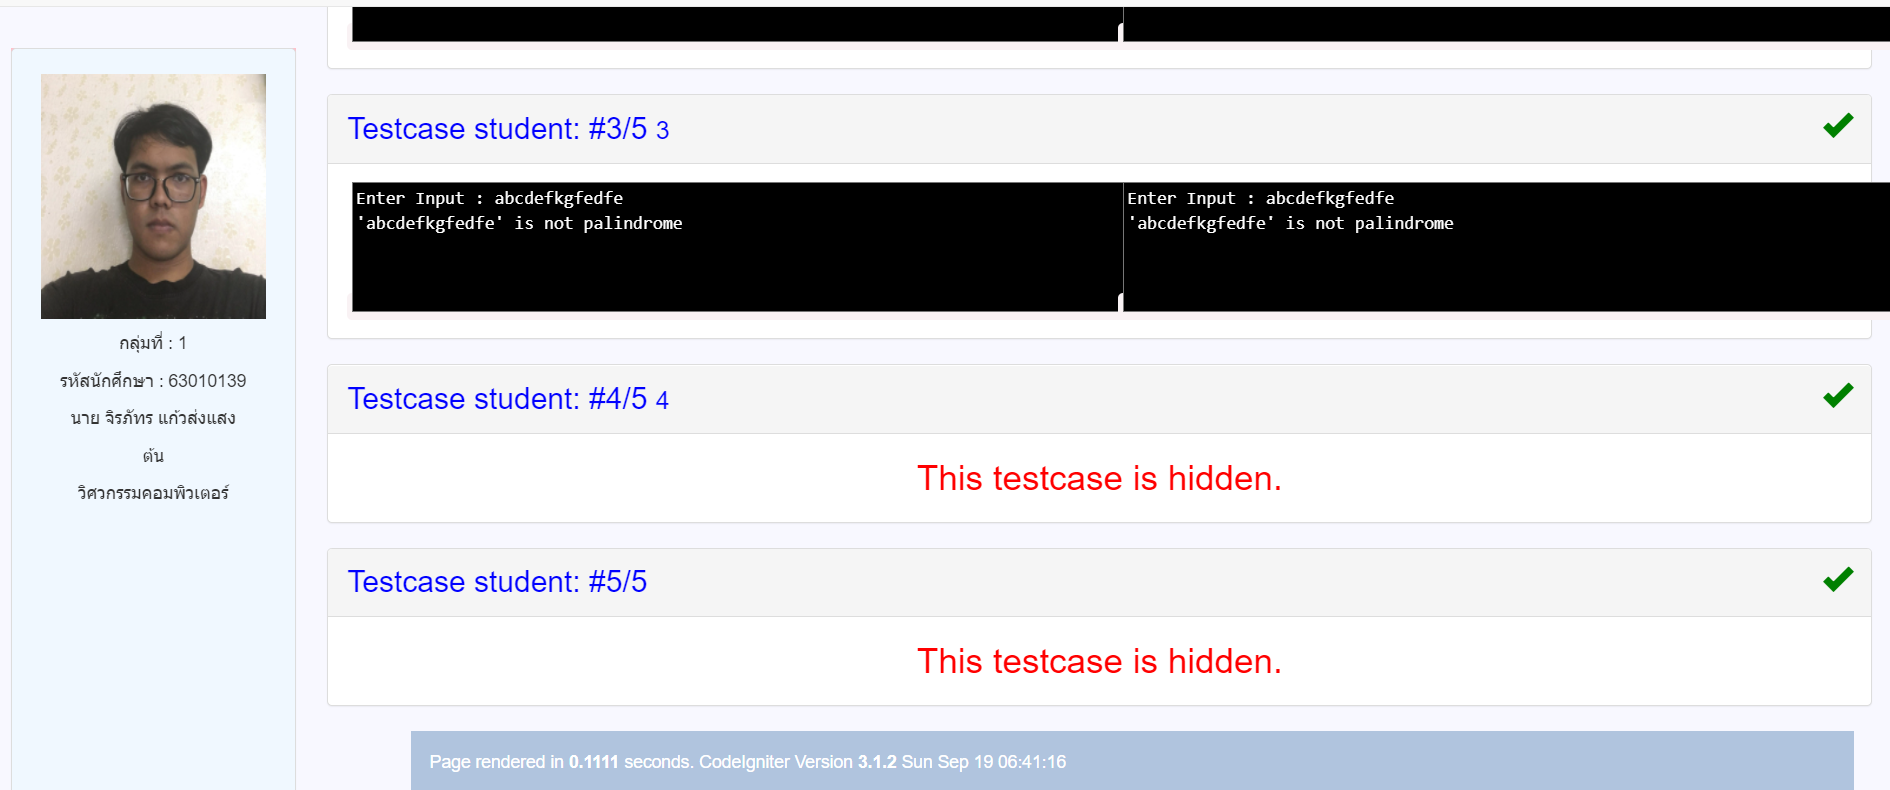 Testcase student: #3/5 3
Enter Input : abcdefkgfedfe
'abcdefkgfedfe' is not palindrome
Enter Input : abcdefkgfedfe
'abcdefkgfedfe' is not palindrome
กลุ่มที่ : 1
รหัสนักศึกษา : 63010139
นาย จิรภัทร แก้วส่งแสง
ต้น
วิศวกรรมคอมพิวเตอร์
Testcase student: #4/5 4
This testcase is hidden.
Testcase student: #5/5
This testcase is hidden.
Page rendered in 0.1111 seconds. CodeIgniter Version 3.1.2 Sun Sep 19 06:41:16